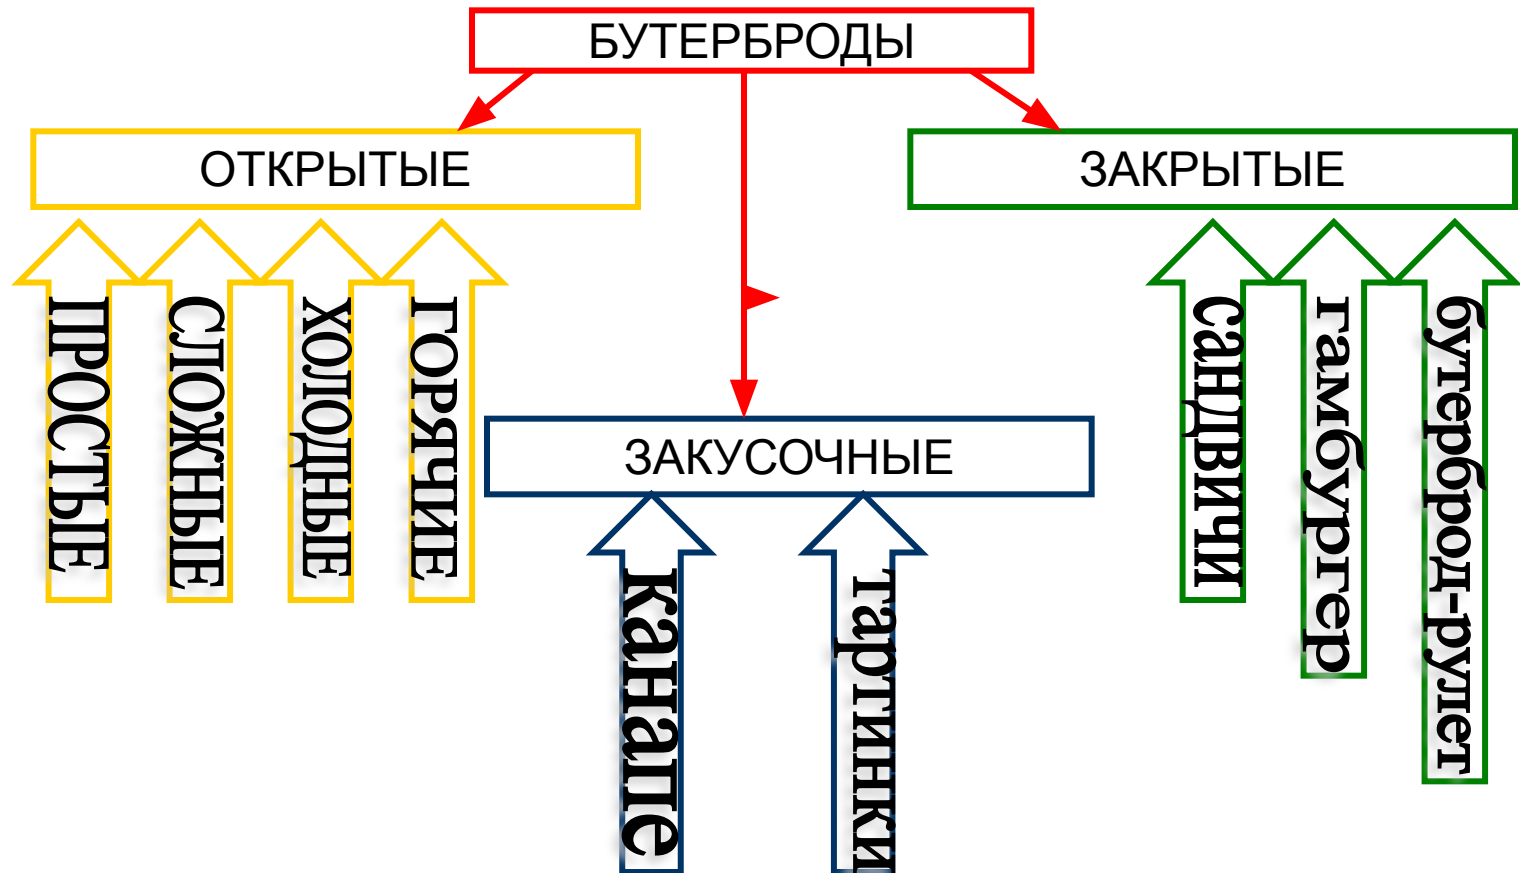 БУТЕРБРОДЫ
ОТКРЫТЫЕ
ЗАКРЫТЫЕ
ПРОСТЫЕ
СЛОЖНЫЕ
ХОЛОДНЫЕ
ГОРЯЧИЕ
ЗАКУСОЧНЫЕ
канапе
тартинки
сандвичи
гамбургер
бутерброд-рулет